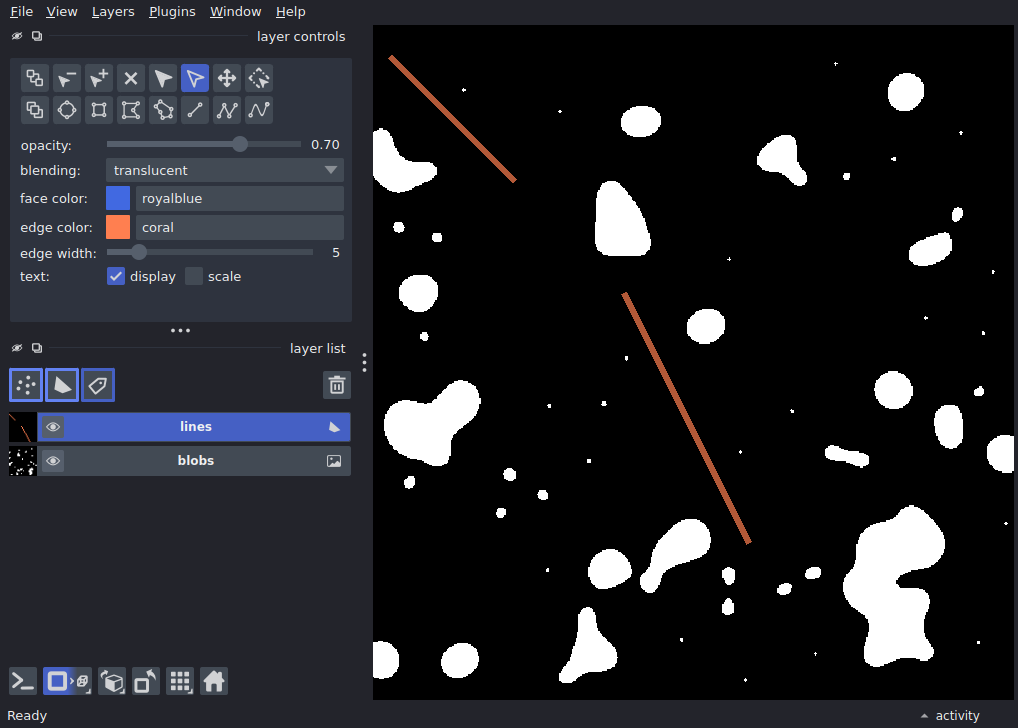 File View Layers Plugins Window Help
layer controls
opacity: 0.70
blending: translucent
face color: royalblue
edge color: coral
edge width: 5
text: display scale
layer list
lines
blobs
Ready activity